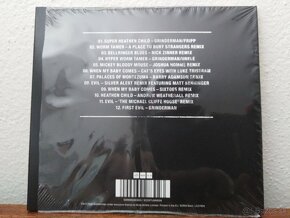 01. SUPER HEATHEN CHILD – GRINDERMAN/FRIPP
02. WORM TAMER – A PLACE TO BURY STRANGERS REMIX
03. BELLRINGER BLUES – NICK ZINNER REMIX
04. HYPER WORM TAMER – GRINDERMAN/UNKLE
05. MICKEY BLOODY MOUSE – JOSHUA HOMME REMIX
06. WHEN MY BABY COMES – CAT'S EYES WITH LUKE TRISTRAM
07. PALACES OF MONTEZUMA – BARRY ADAMSON REMIX
08. EVIL – SILVER ALERT REMIX FEATURING MATT BERNINGER
09. WHEN MY BABY COMES – SIXTOES REMIX
10. HEATHEN CHILD – ANDREW WEATHERALL REMIX
11. EVIL – 'THE MICHAEL CLIFFE HOUSE' REMIX
12. FIRST EVIL – GRINDERMAN